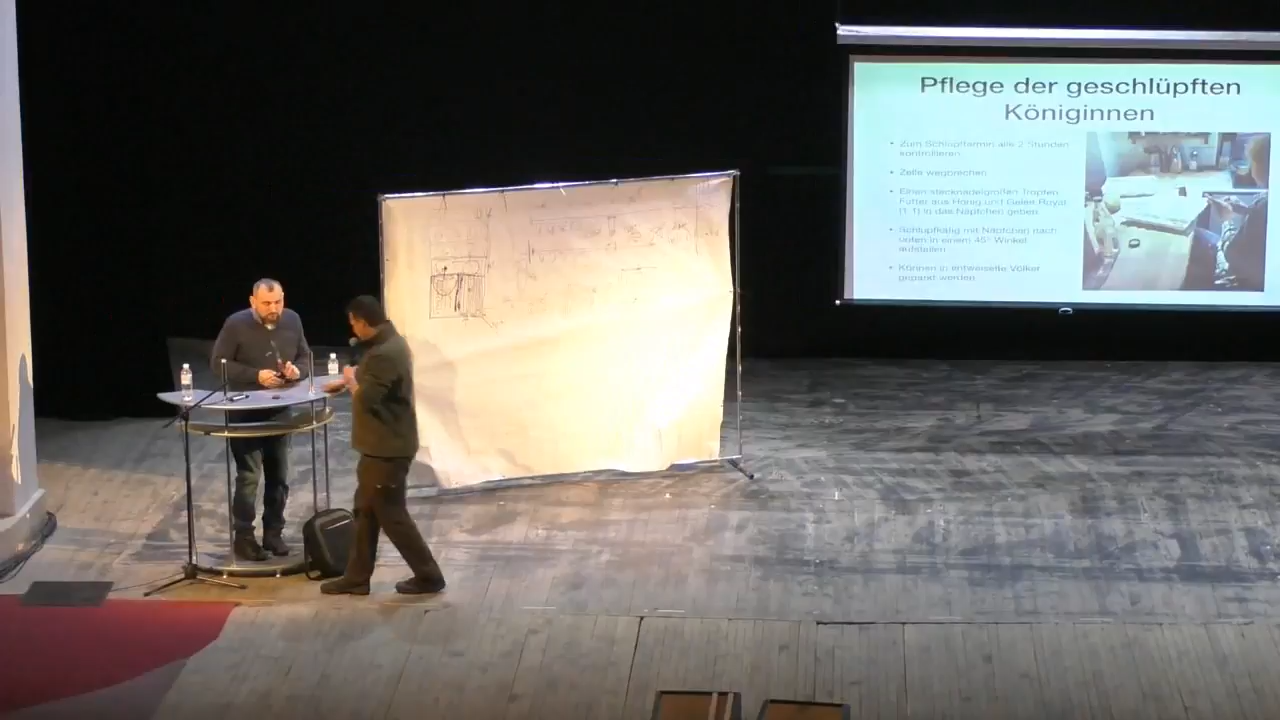 Pflege der geschlüpften
Königinnen
• Zum Schlupftermin alle 2 Stunden
kontrollieren
• Zelle wegbrechen
• Einen stecknadelgroßen Tropfen
Futter aus Honig und Gelee Royal
(1:1) in das Näpfchen geben
• Schlupfkäfig mit Näpfchen nach
unten in einem 45° Winkel
aufstellen
• Können in entweiselte Völker
gepackt werden